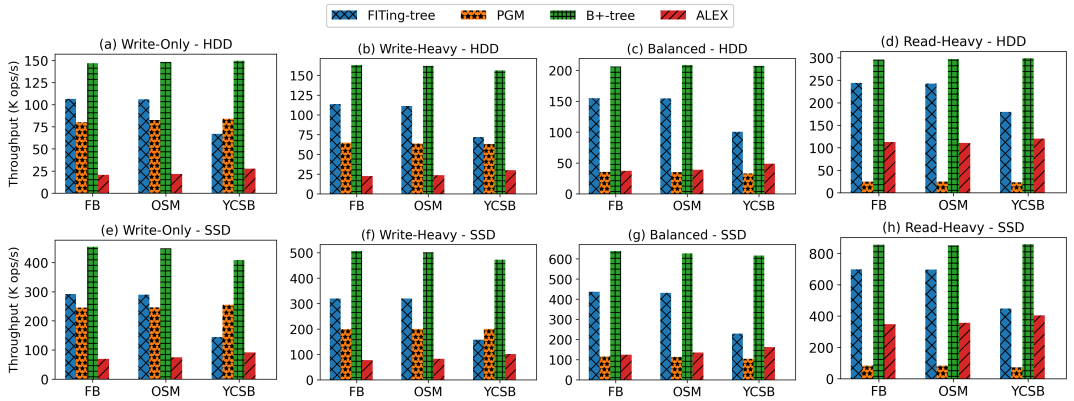 FITing-tree PGM B+-tree ALEX
(a) Write-Only - HDD
Throughput (K ops/s)
150
125
100
75
50
25
0
FB OSM YCSB
(b) Write-Heavy - HDD
150
125
100
75
50
25
0
FB OSM YCSB
(c) Balanced - HDD
200
150
100
50
0
FB OSM YCSB
(d) Read-Heavy - HDD
300
250
200
150
100
50
0
FB OSM YCSB
(e) Write-Only - SSD
Throughput (K ops/s)
400
300
200
100
0
FB OSM YCSB
(f) Write-Heavy - SSD
500
400
300
200
100
0
FB OSM YCSB
(g) Balanced - SSD
600
500
400
300
200
100
0
FB OSM YCSB
(h) Read-Heavy - SSD
800
600
400
200
0
FB OSM YCSB